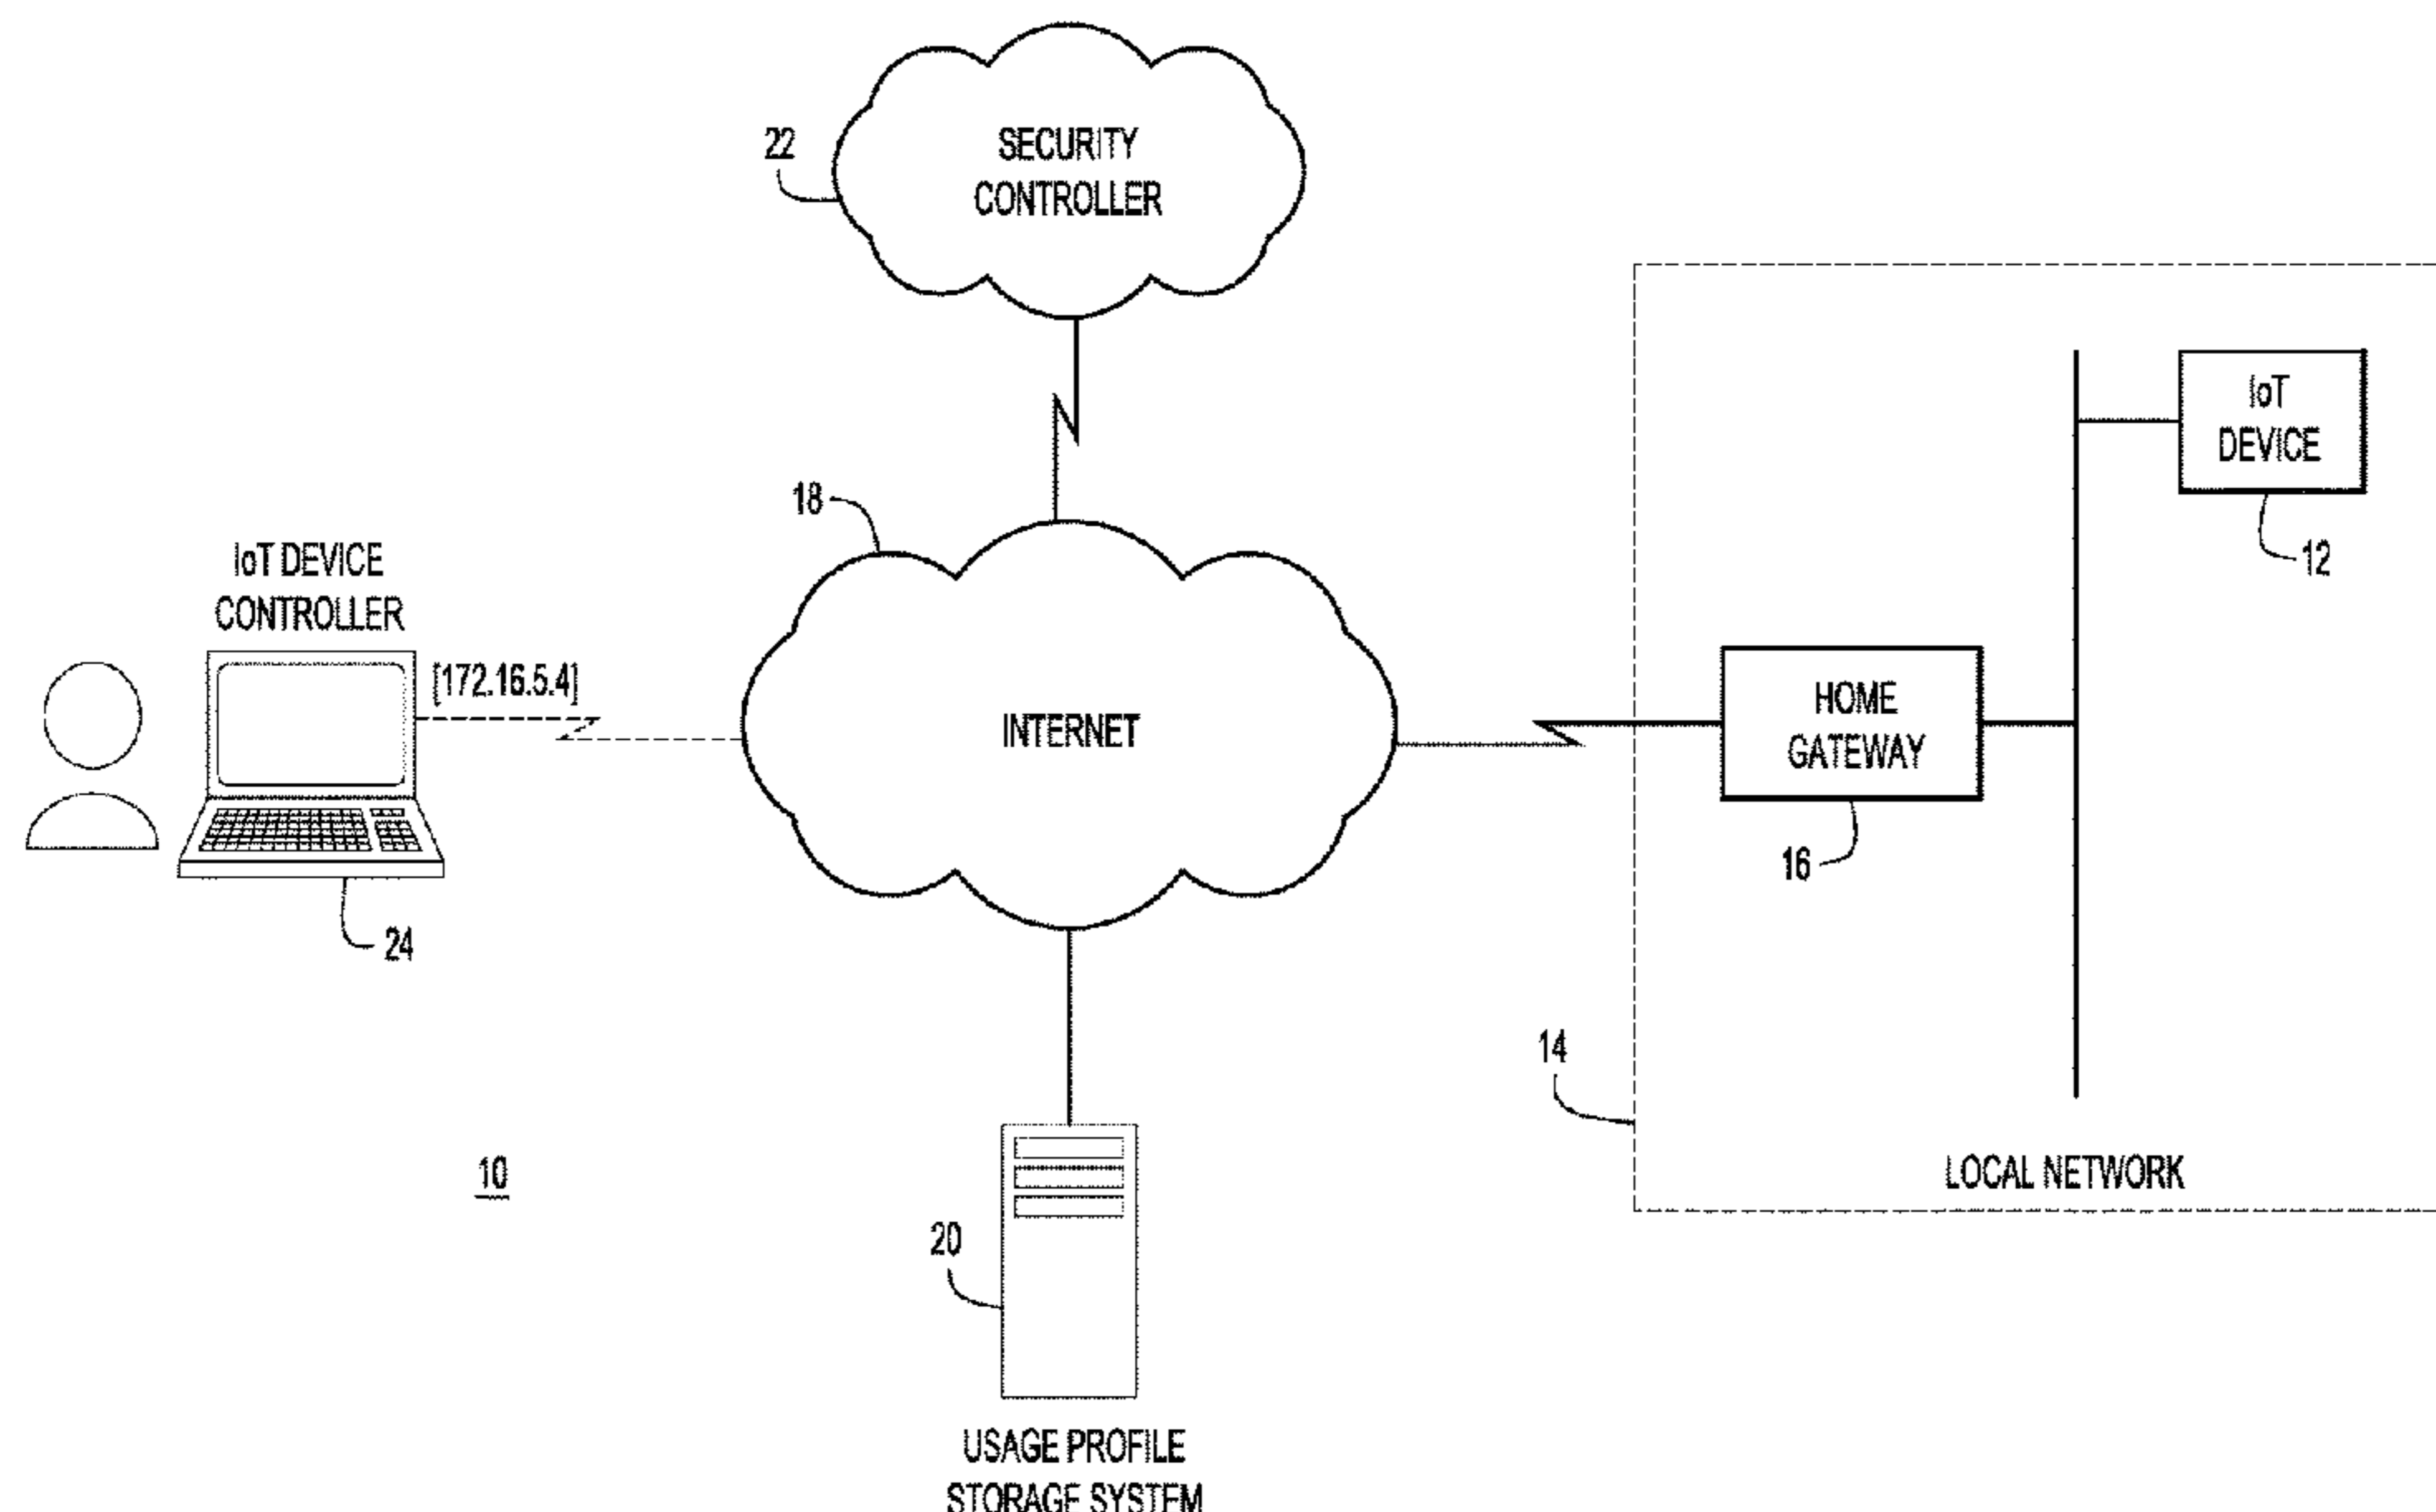 22
SECURITY
CONTROLLER
18
IoT DEVICE
CONTROLLER
[172.16.5.4]
24
INTERNET
IoT
DEVICE
12
HOME
GATEWAY
16
14
LOCAL NETWORK
10
20
USAGE PROFILE
STORAGE SYSTEM